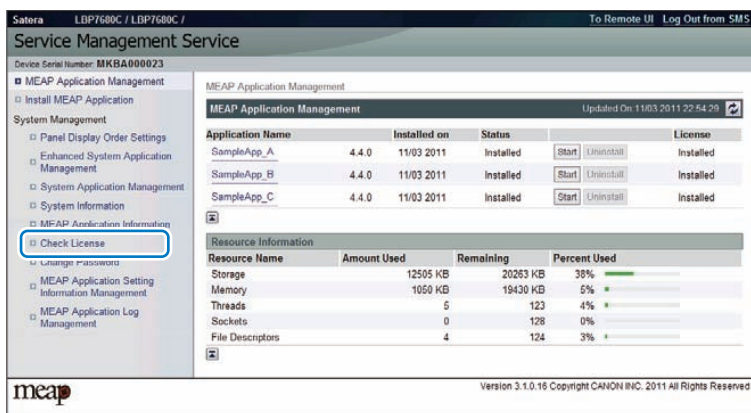 Satera LBP7680C / LBP7680C / To Remote UI Log Out from SMS
Service Management Service
Device Serial Number: MKBA000023
MEAP Application Management
Install MEAP Application
System Management
Panel Display Order Settings
Enhanced System Application
Management
System Application Management
System Information
MEAP Application Information
Check License
Change Password
MEAP Application Setting
Information Management
MEAP Application Log
Management
MEAP Application Management
MEAP Application Management Updated On:11/03 2011 22:54:29
Application Name Installed on Status License
SampleApp_A 4.4.0 11/03 2011 Installed Start Uninstall Installed
SampleApp_B 4.4.0 11/03 2011 Installed Start Uninstall Installed
SampleApp_C 4.4.0 11/03 2011 Installed Start Uninstall Installed
Resource Information
Resource Name Amount Used Remaining Percent Used
Storage 12505 KB 20263 KB 38%
Memory 1050 KB 19430 KB 5%
Threads 5 123 4%
Sockets 0 128 0%
File Descriptors 4 124 3%
meap
Version 3.1.0.16 Copyright CANON INC. 2011 All Rights Reserved